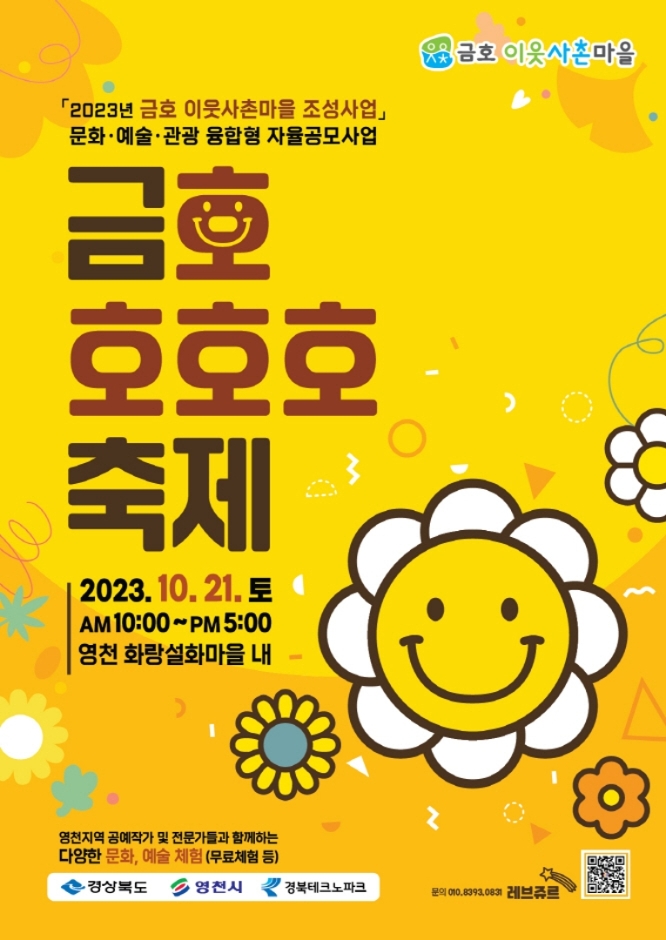 금호 이웃사촌마을
「2023년 금호 이웃사촌마을 조성사업」
문화·예술·관광 융합형 자율공모사업
금호
호호호
축제
2023. 10. 21. 토
AM 10:00 ~ PM 5:00
영천 화랑설화마을 내
영천지역 공예작가 및 전문가들과 함께하는
다양한 문화, 예술 체험 (무료체험 등)
경상북도 영천시 경북테크노파크
문의 010.8393.0831 레브쥬르